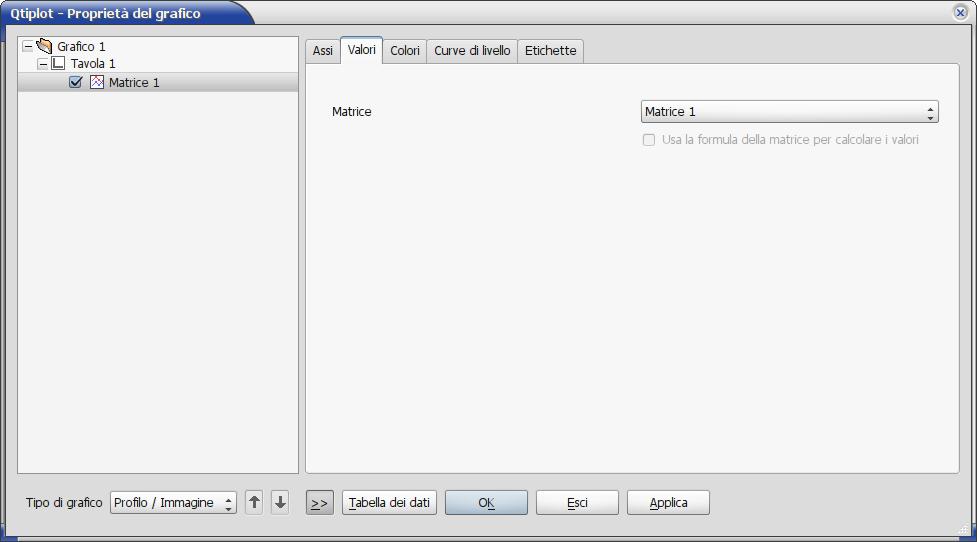 Qtiplot - Proprietà del grafico
Grafico 1
Tavola 1
Matrice 1
Assi Valori Colori Curve di livello Etichette
Matrice Matrice 1
Usa la formula della matrice per calcolare i valori
Tipo di grafico Profilo / Immagine >> Tabella dei dati OK Esci Applica